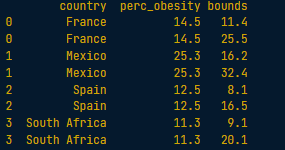 country perc_obesity bounds
0 France 14.5 11.4
0 France 14.5 25.5
1 Mexico 25.3 16.2
1 Mexico 25.3 32.4
2 Spain 12.5 8.1
2 Spain 12.5 16.5
3 South Africa 11.3 9.1
3 South Africa 11.3 20.1